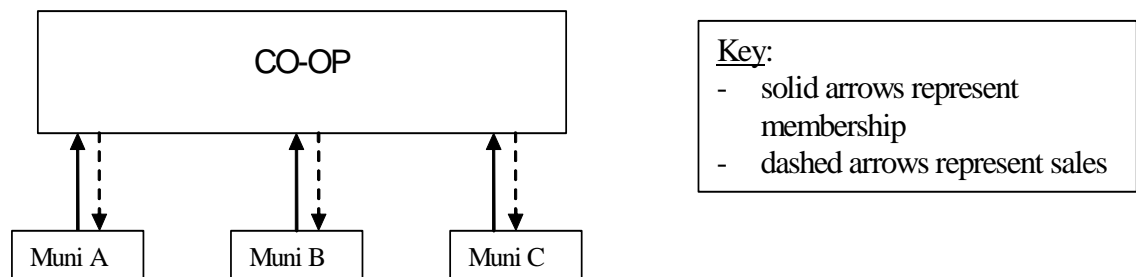 CO-OP
Key:
- solid arrows represent
membership
- dashed arrows represent sales
Muni A
Muni B
Muni C